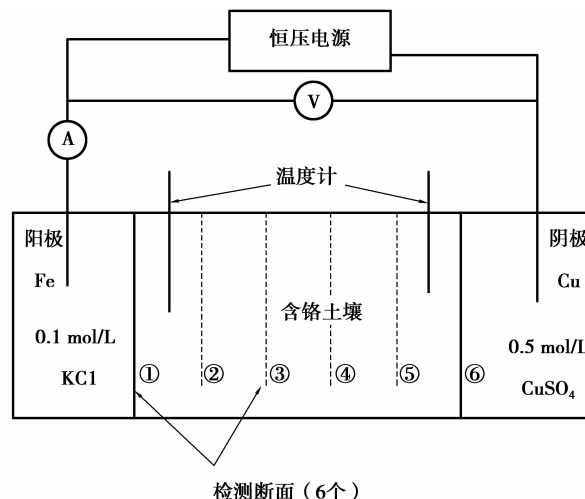 恒压电源
V
A
温度计
阳极
Fe
0.1 mol/L
KC1
含铬土壤
阴极
Cu
0.5 mol/L
CuSO₄
① ② ③ ④ ⑤ ⑥
检测断面（6个）